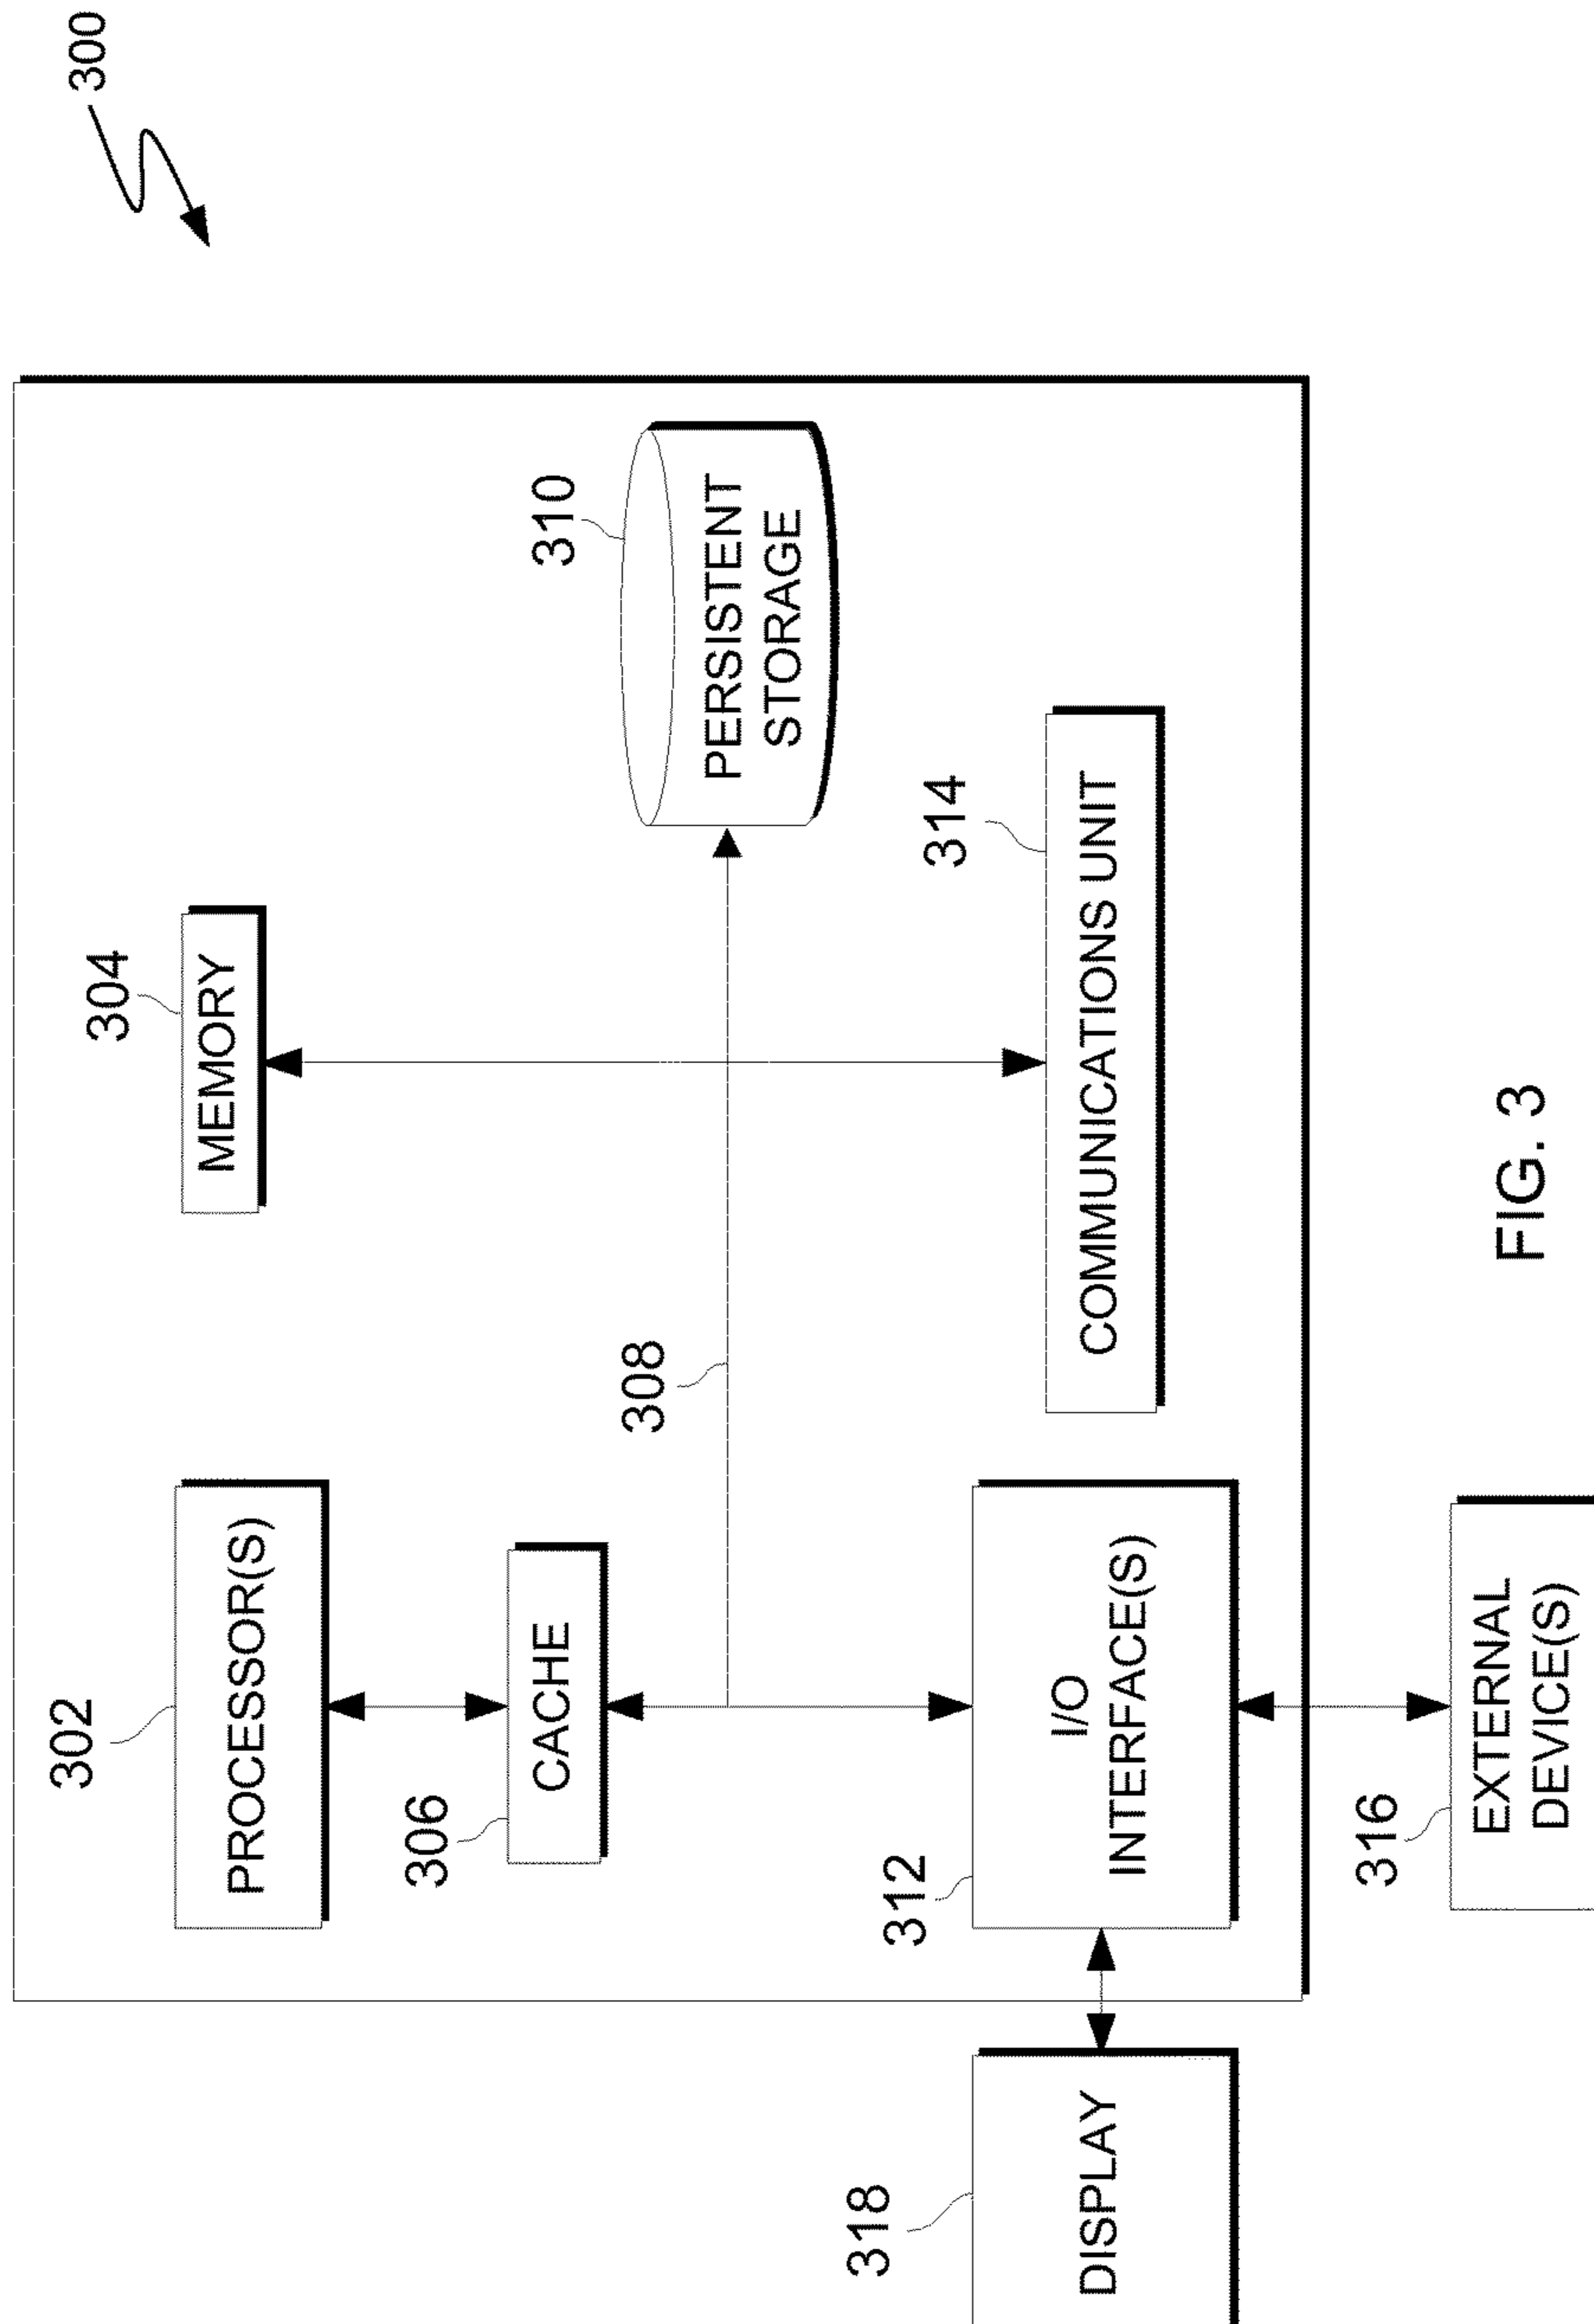 300
302
PROCESSOR(S)
304
MEMORY
306
CACHE
308
310
PERSISTENT
STORAGE
312
I/O
INTERFACE(S)
314
COMMUNICATIONS UNIT
318
DISPLAY
316
EXTERNAL
DEVICE(S)
FIG. 3